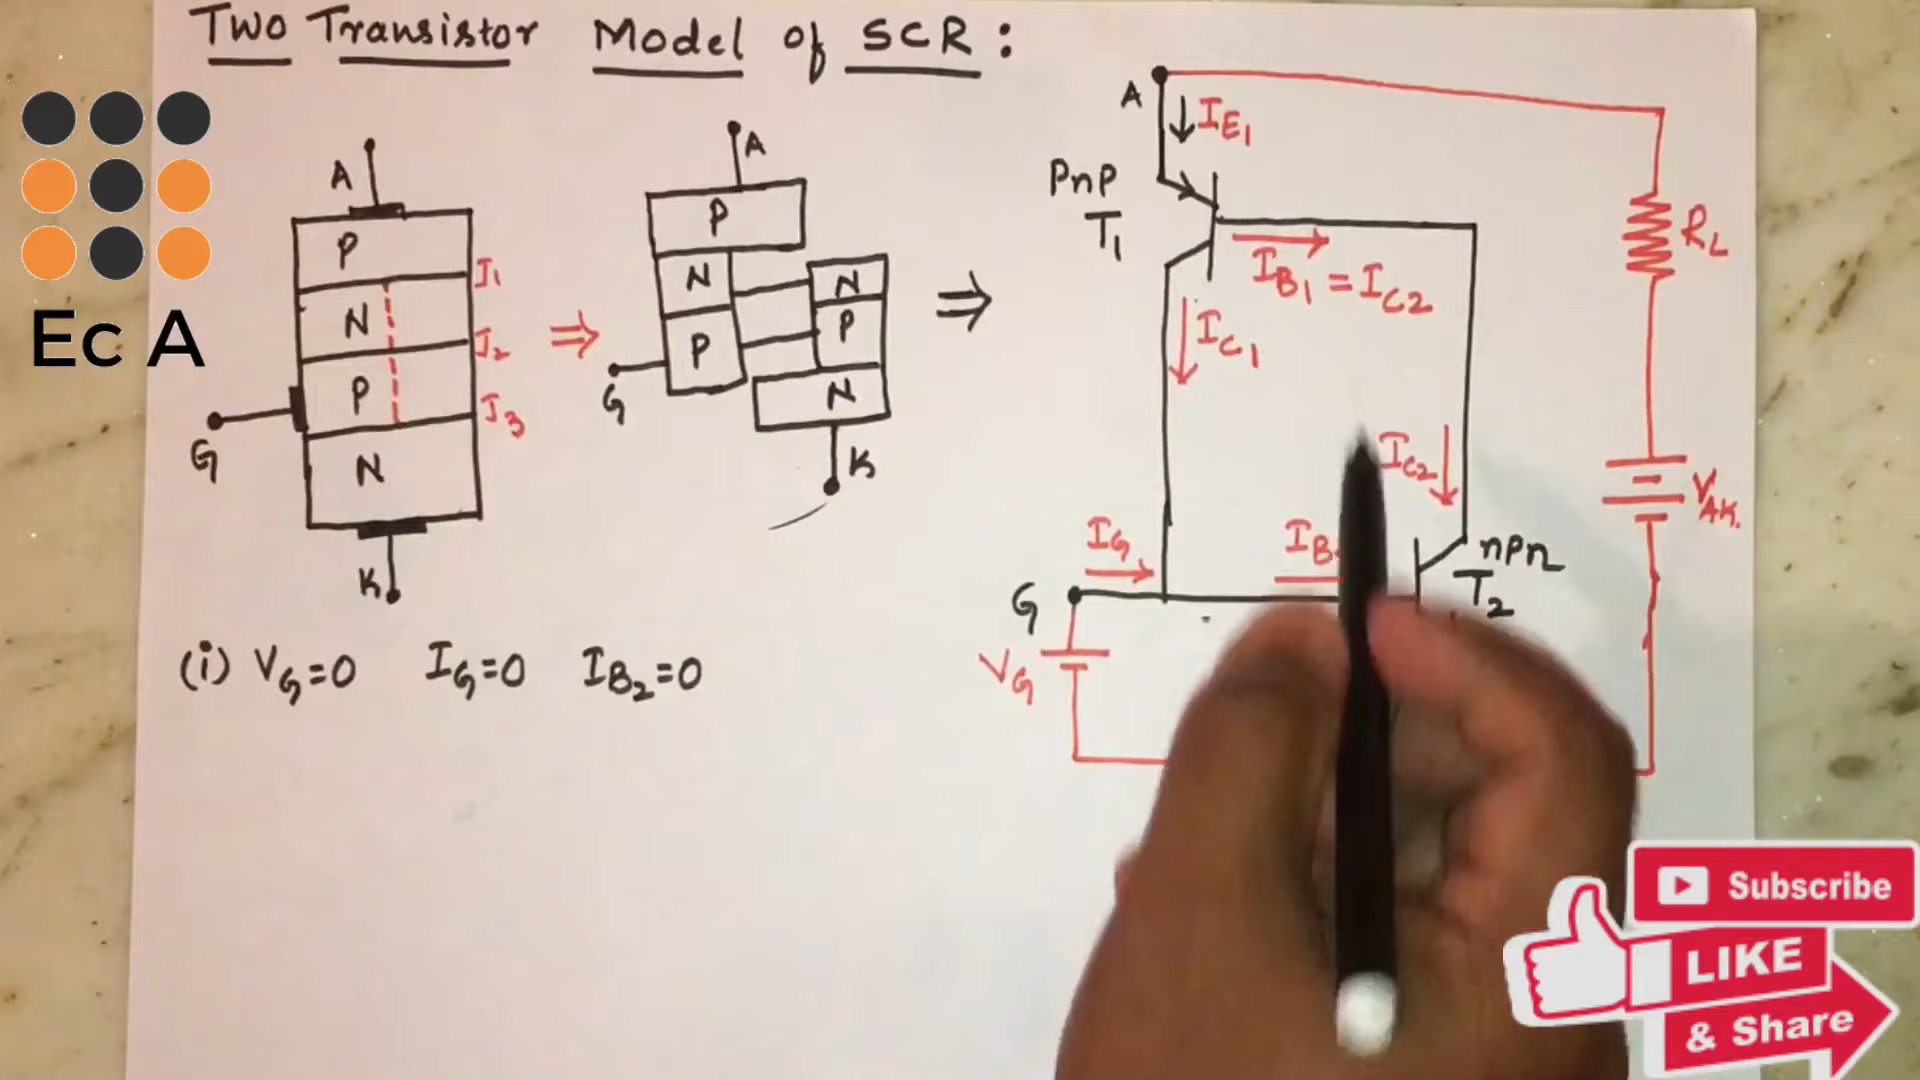 Two Transistor Model of SCR:
Ec A
A
P
N
P
N
J1
J2
J3
G
K
⇒
A
P
N
P
N
P
N
G
K
⇒
A
IE1
PnP
T1
IB1 = IC2
IC1
IC2
RL
VAK.
IG
G
VG
nPn
T2
(i) VG=0 IG=0 IB2=0
Subscribe
LIKE
& Share